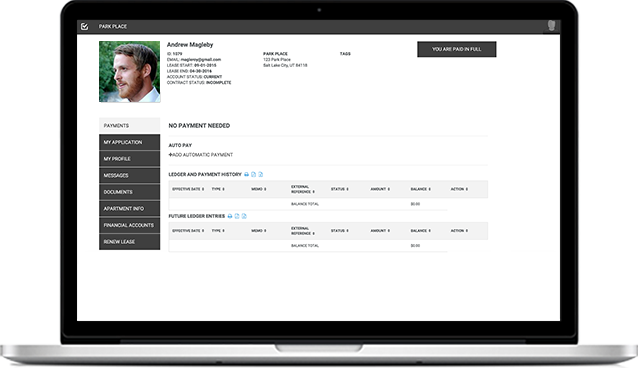 PARK PLACE
Andrew Magleby
ID: 1079
EMAIL: maglemy@gmail.com
LEASE START: 09-01-2015
LEASE END: 04-30-2016
ACCOUNT STATUS: CURRENT
CONTRACT STATUS: INCOMPLETE
PARK PLACE
123 Park Place
Salt Lake City, UT 84118
TAGS
YOU ARE PAID IN FULL
PAYMENTS
MY APPLICATION
MY PROFILE
MESSAGES
DOCUMENTS
APARTMENT INFO
FINANCIAL ACCOUNTS
RENEW LEASE
NO PAYMENT NEEDED
AUTO PAY
+ADD AUTOMATIC PAYMENT
LEDGER AND PAYMENT HISTORY
EFFECTIVE DATE TYPE MEMO EXTERNAL REFERENCE STATUS AMOUNT BALANCE ACTION
BALANCE TOTAL $0.00
FUTURE LEDGER ENTRIES
EFFECTIVE DATE TYPE MEMO EXTERNAL REFERENCE STATUS AMOUNT BALANCE ACTION
BALANCE TOTAL $0.00